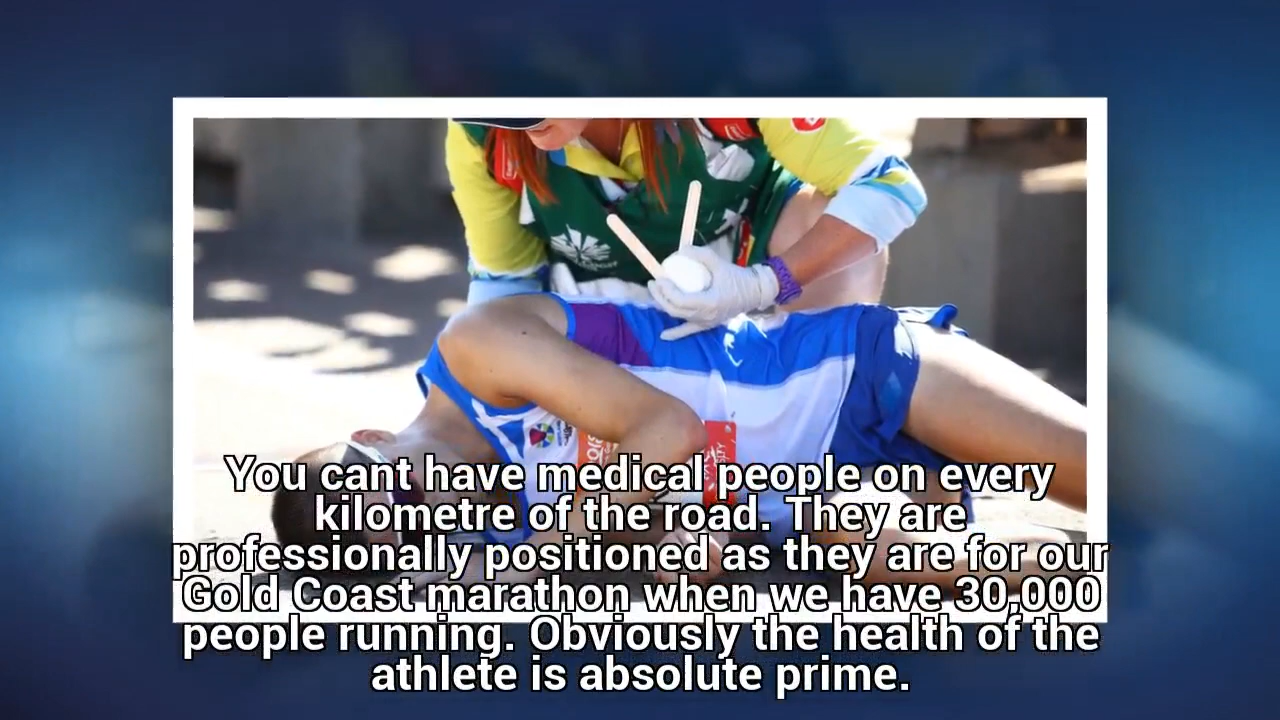 You cant have medical people on every
kilometre of the road. They are
professionally positioned as they are for our
Gold Coast marathon when we have 30,000
people running. Obviously the health of the
athlete is absolute prime.